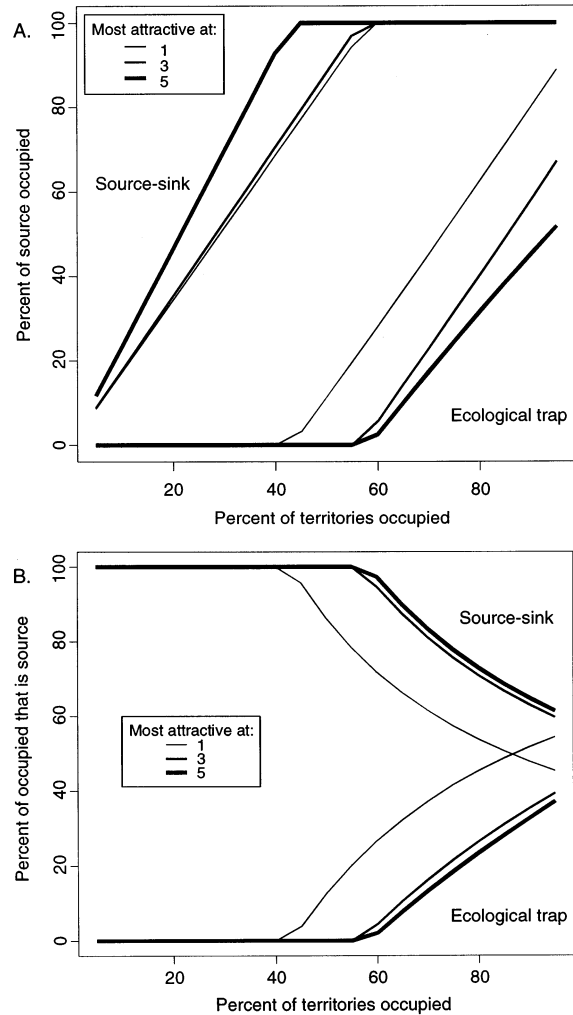 A.
Most attractive at:
1
3
5
100
80
60
40
20
0
Percent of source occupied
Source-sink
Ecological trap
20 40 60 80
Percent of territories occupied
B.
100
80
60
40
20
0
Percent of occupied that is source
Source-sink
Most attractive at:
1
3
5
Ecological trap
20 40 60 80
Percent of territories occupied